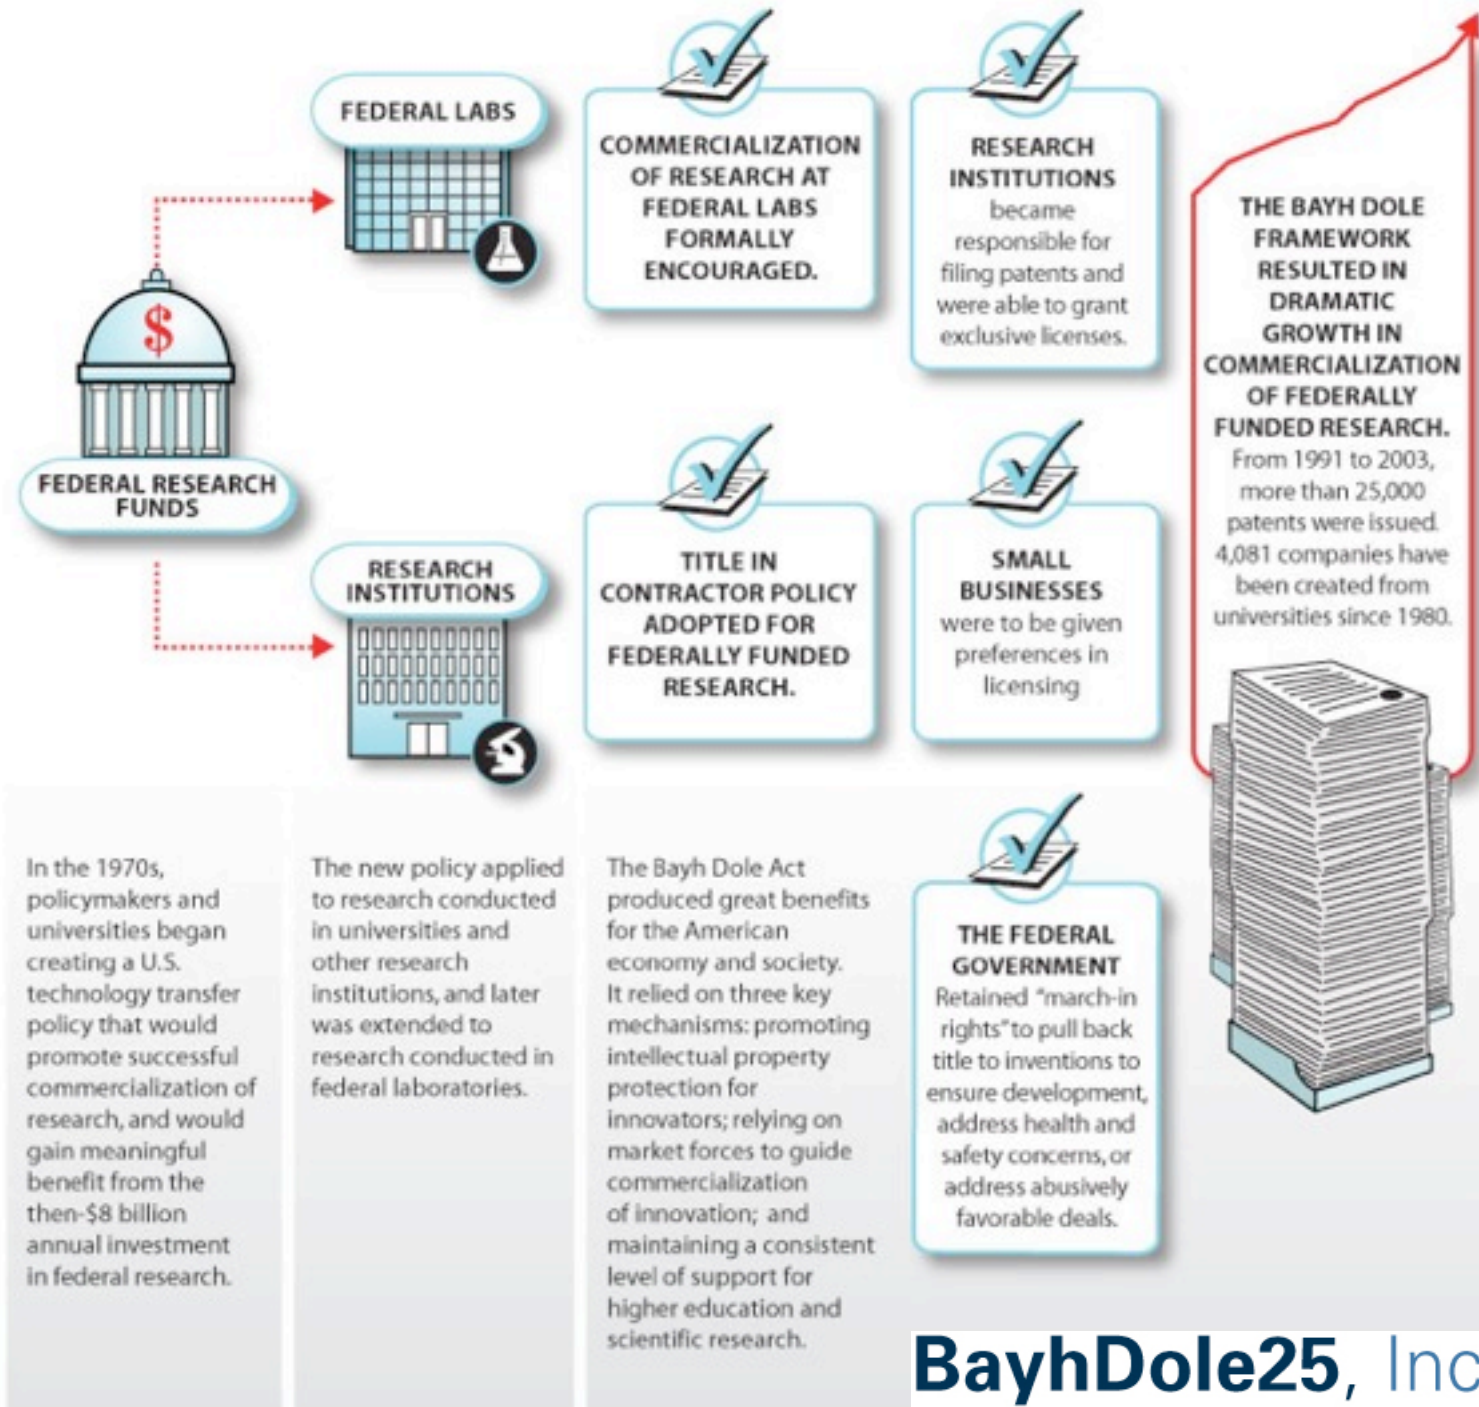 FEDERAL RESEARCH
FUNDS
$
FEDERAL LABS
RESEARCH
INSTITUTIONS
COMMERCIALIZATION
OF RESEARCH AT
FEDERAL LABS
FORMALLY
ENCOURAGED.
TITLE IN
CONTRACTOR POLICY
ADOPTED FOR
FEDERALLY FUNDED
RESEARCH.
RESEARCH
INSTITUTIONS
became
responsible for
filing patents and
were able to grant
exclusive licenses.
SMALL
BUSINESSES
were to be given
preferences in
licensing
THE FEDERAL
GOVERNMENT
Retained "march-in
rights" to pull back
title to inventions to
ensure development,
address health and
safety concerns, or
address abusively
favorable deals.
THE BAYH DOLE
FRAMEWORK
RESULTED IN
DRAMATIC
GROWTH IN
COMMERCIALIZATION
OF FEDERALLY
FUNDED RESEARCH.
From 1991 to 2003,
more than 25,000
patents were issued.
4,081 companies have
been created from
universities since 1980.
In the 1970s,
policymakers and
universities began
creating a U.S.
technology transfer
policy that would
promote successful
commercialization of
research, and would
gain meaningful
benefit from the
then-$8 billion
annual investment
in federal research.
The new policy applied
to research conducted
in universities and
other research
institutions, and later
was extended to
research conducted in
federal laboratories.
The Bayh Dole Act
produced great benefits
for the American
economy and society.
It relied on three key
mechanisms: promoting
intellectual property
protection for
innovators; relying on
market forces to guide
commercialization
of innovation; and
maintaining a consistent
level of support for
higher education and
scientific research.
BayhDole25, Inc